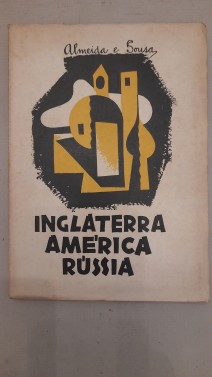 Almeida e Sousa
INGLATERRA
AMÉRICA
RÚSSIA